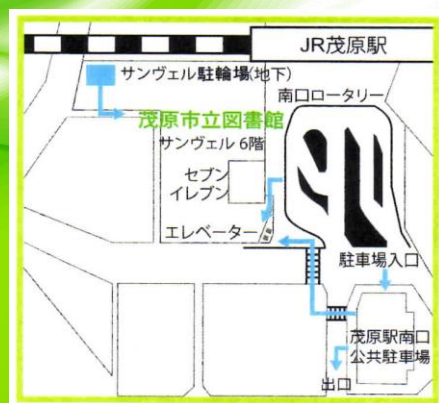 JR茂原駅
サンヴェル駐輪場(地下)
南口ロータリー
茂原市立図書館
サンヴェル 6階
セブン
イレブン
エレベーター
駐車場入口
茂原駅南口
公共駐車場
出口